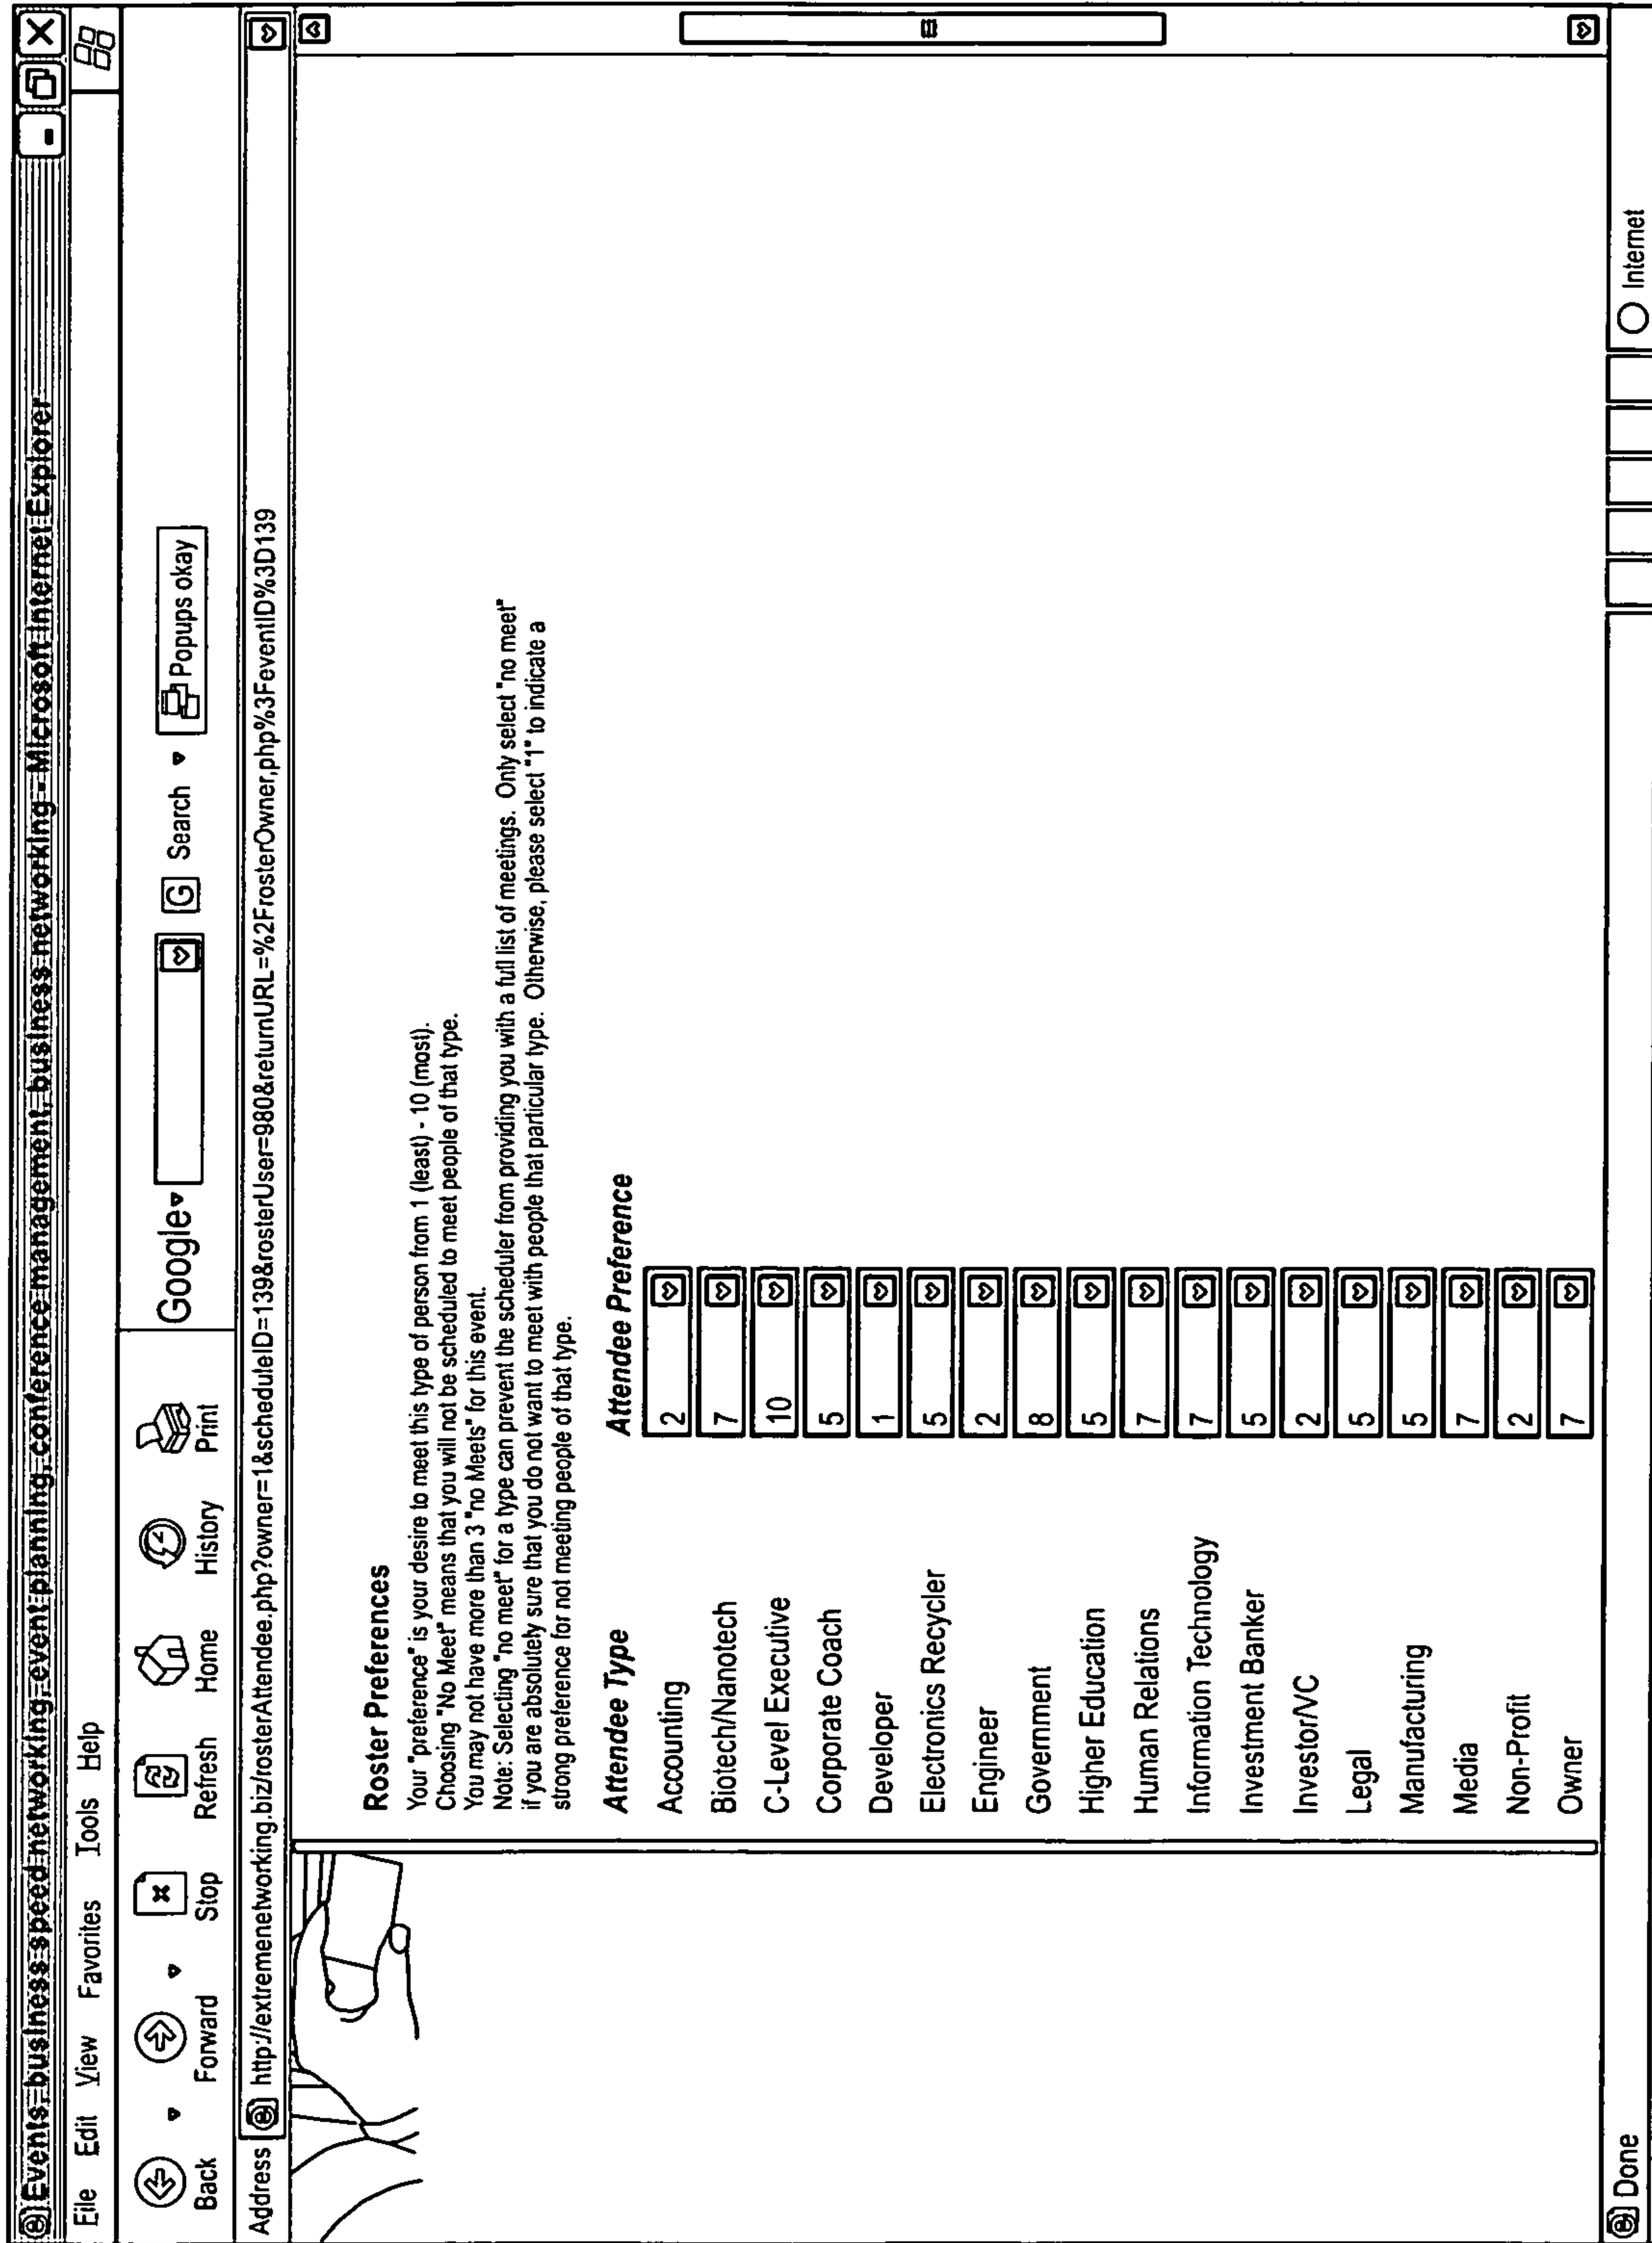 Events, business speed networking, event planning, conference management, business networking - Microsoft Internet Explorer
File Edit View Favorites Tools Help
Back Forward Stop Refresh Home History Print Google G Search Popups okay
Address http://extremenetworking.biz/rosterAttendee.php?owner=1&scheduleID=139&rosterUser=980&returnURL=%2FrosterOwner,php%3FeventID%3D139
Roster Preferences
Your "preference" is your desire to meet this type of person from 1 (least) - 10 (most).
Choosing "No Meet" means that you will not be scheduled to meet people of that type.
You may not have more than 3 "no Meets" for this event.
Note: Selecting "no meet" for a type can prevent the scheduler from providing you with a full list of meetings. Only select "no meet"
if you are absolutely sure that you do not want to meet with people that particular type. Otherwise, please select "1" to indicate a
strong preference for not meeting people of that type.
Attendee Type Attendee Preference
Accounting 2
Biotech/Nanotech 7
C-Level Executive 10
Corporate Coach 5
Developer 1
Electronics Recycler 5
Engineer 2
Government 8
Higher Education 5
Human Relations 7
Information Technology 7
Investment Banker 5
Investor/VC 2
Legal 5
Manufacturing 5
Media 7
Non-Profit 2
Owner 7
Done Internet